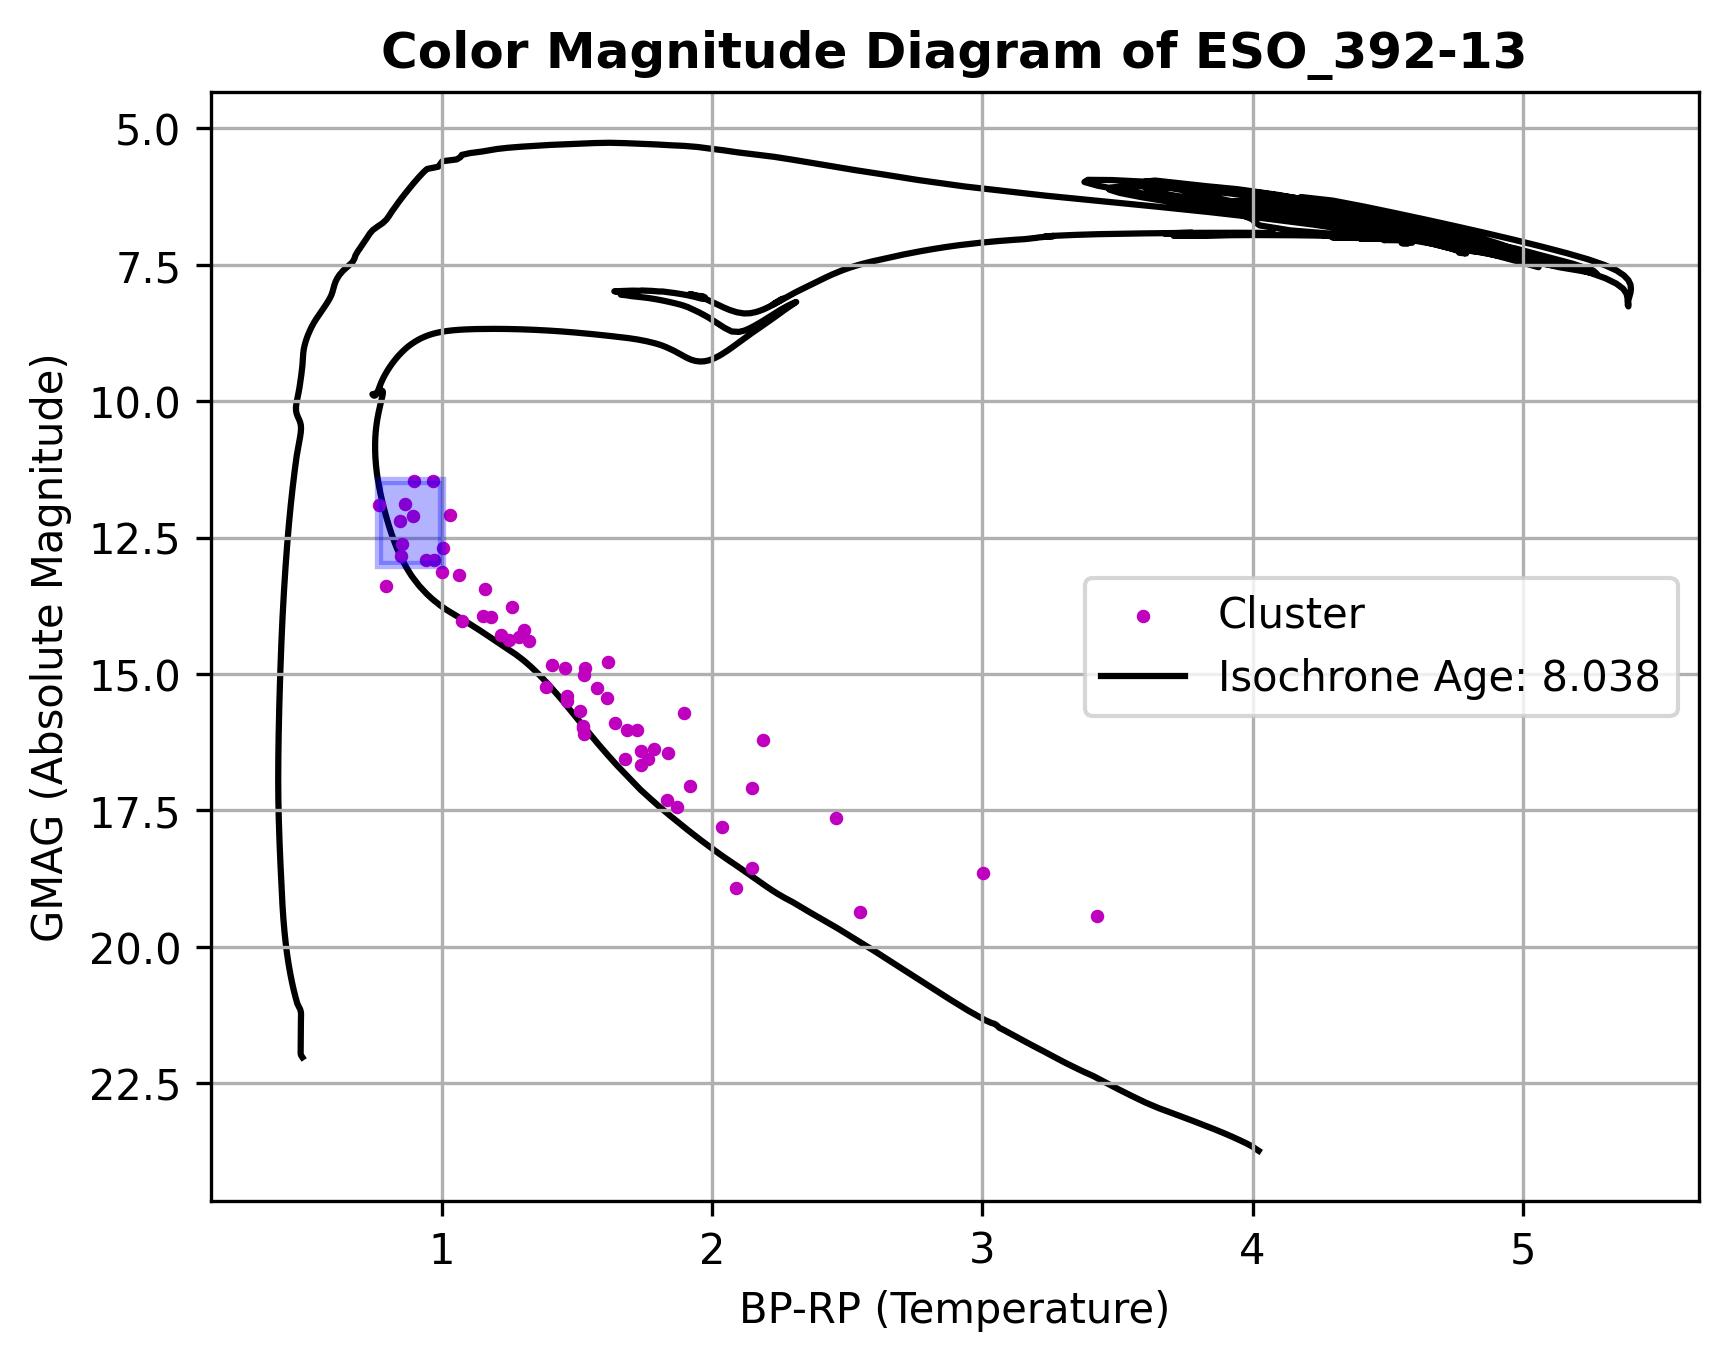 Color Magnitude Diagram of ESO_392-13
GMAG (Absolute Magnitude)
5.0
7.5
10.0
12.5
15.0
17.5
20.0
22.5
Cluster
Isochrone Age: 8.038
1 2 3 4 5
BP-RP (Temperature)